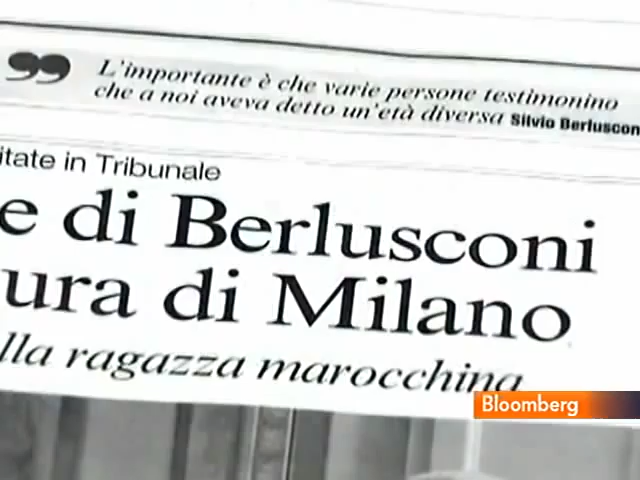 L'importante è che varie persone testimonino
che a noi aveva detto un'età diversa Silvio Berluscon
itate in Tribunale
e di Berlusconi
ura di Milano
lla ragazza marocchina
Bloomberg